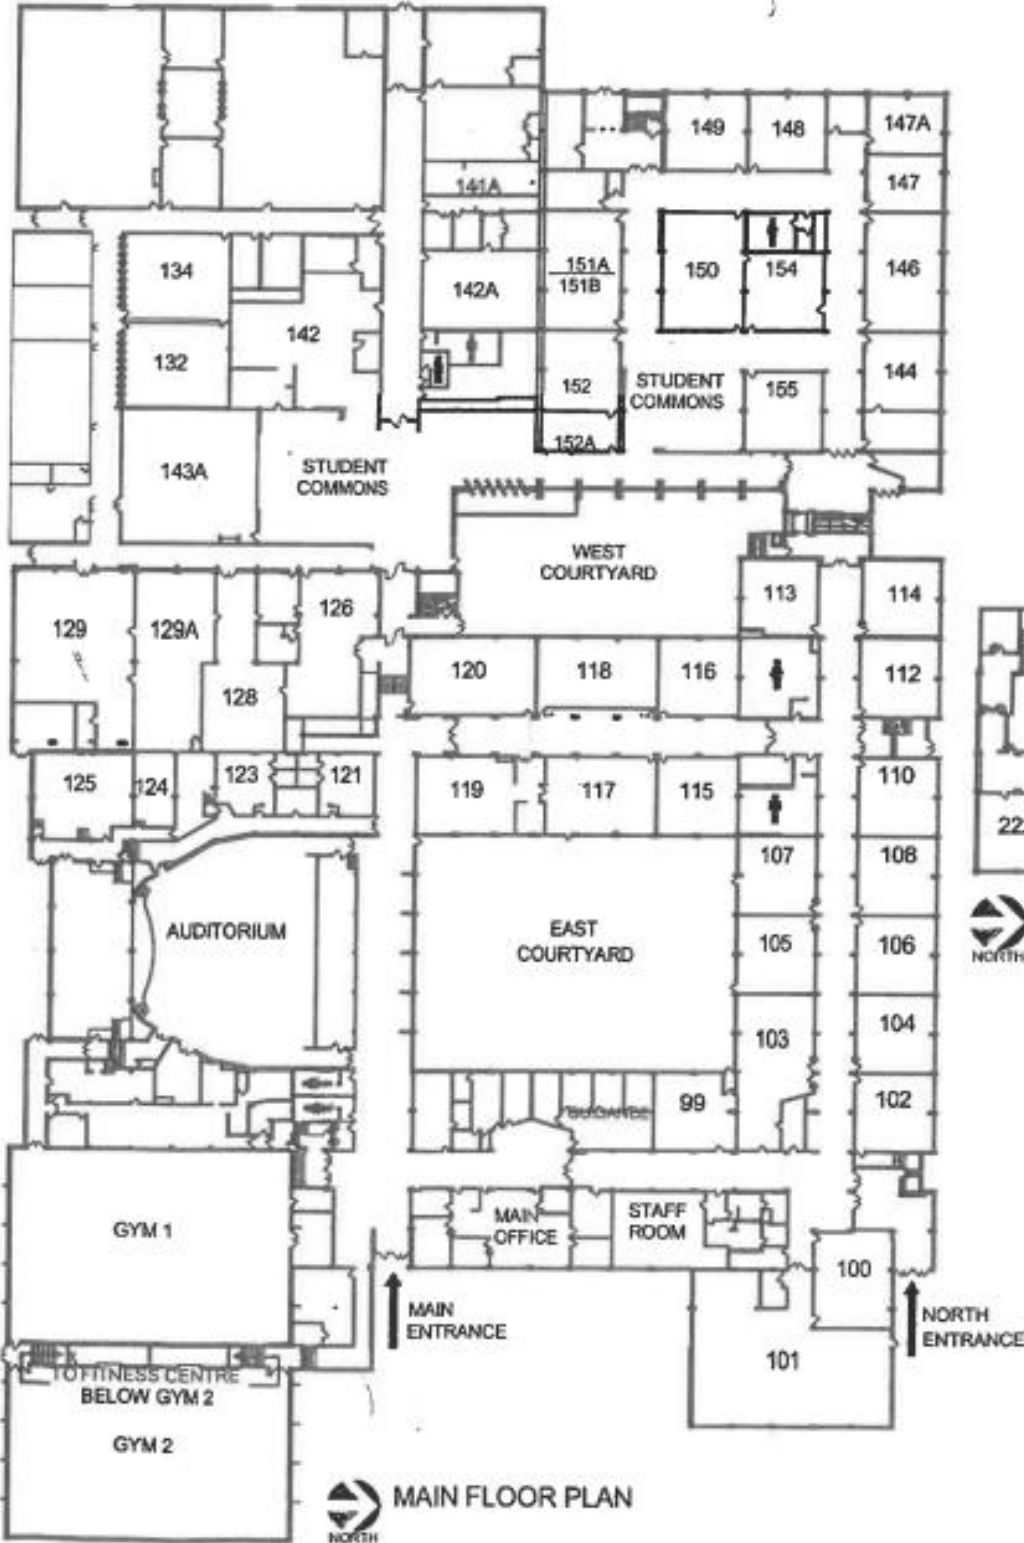 149
148
147A
147
141A
134
151A
151B
150
154
146
142A
142
132
152
STUDENT
COMMONS
155
144
152A
143A
STUDENT
COMMONS
WEST
COURTYARD
113
114
129
129A
126
128
120
118
116
112
125
124
123
121
119
117
115
110
22
107
108
NORTH
AUDITORIUM
EAST
COURTYARD
105
106
103
104
GUIDANCE
99
102
GYM 1
MAIN
OFFICE
STAFF
ROOM
100
MAIN
ENTRANCE
NORTH
ENTRANCE
101
TO FITNESS CENTRE
BELOW GYM 2
GYM 2
NORTH
MAIN FLOOR PLAN